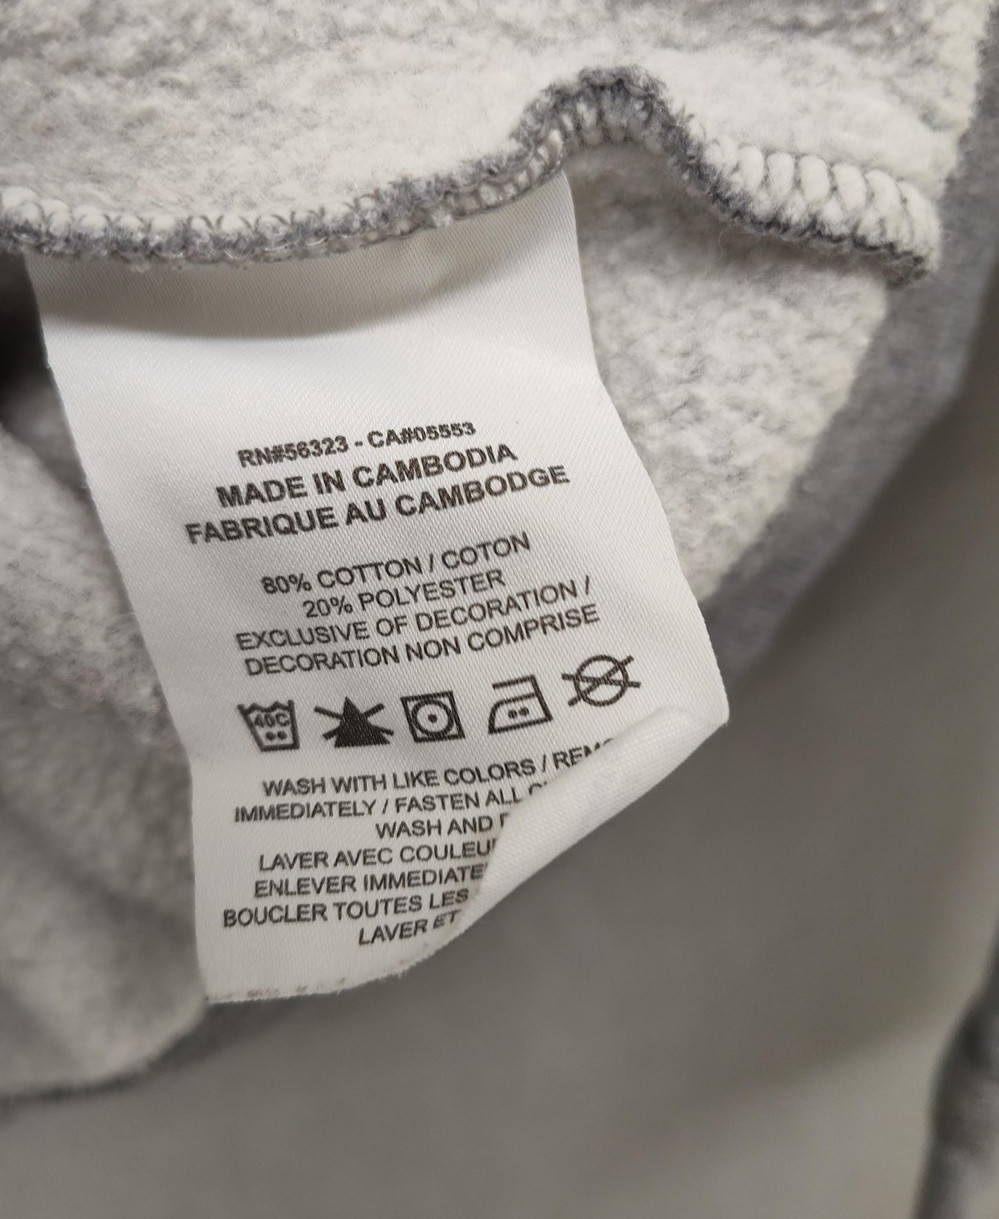 RN#56323 - CA#05553
MADE IN CAMBODIA
FABRIQUE AU CAMBODGE
80% COTTON / COTON
20% POLYESTER
EXCLUSIVE OF DECORATION /
DECORATION NON COMPRISE
40C
WASH WITH LIKE COLORS /
IMMEDIATELY / FASTEN ALL
WASH AND
LAVER AVEC
ENLEVER
BOUCLER TOUTES LES
LAVER ET